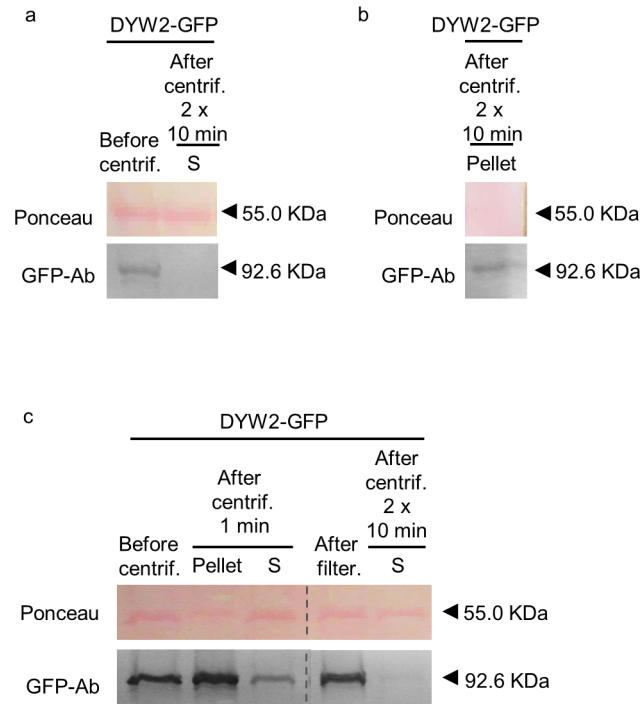 a
DYW2-GFP
After
centrif.
2 x
10 min
Before
centrif.
S
Ponceau
◄ 55.0 KDa
GFP-Ab
◄ 92.6 KDa
b
DYW2-GFP
After
centrif.
2 x
10 min
Pellet
Ponceau
◄ 55.0 KDa
GFP-Ab
◄ 92.6 KDa
c
DYW2-GFP
After
centrif.
1 min
After
centrif.
2 x
10 min
Before
centrif.
Pellet
S
After
filter.
S
Ponceau
◄ 55.0 KDa
GFP-Ab
◄ 92.6 KDa